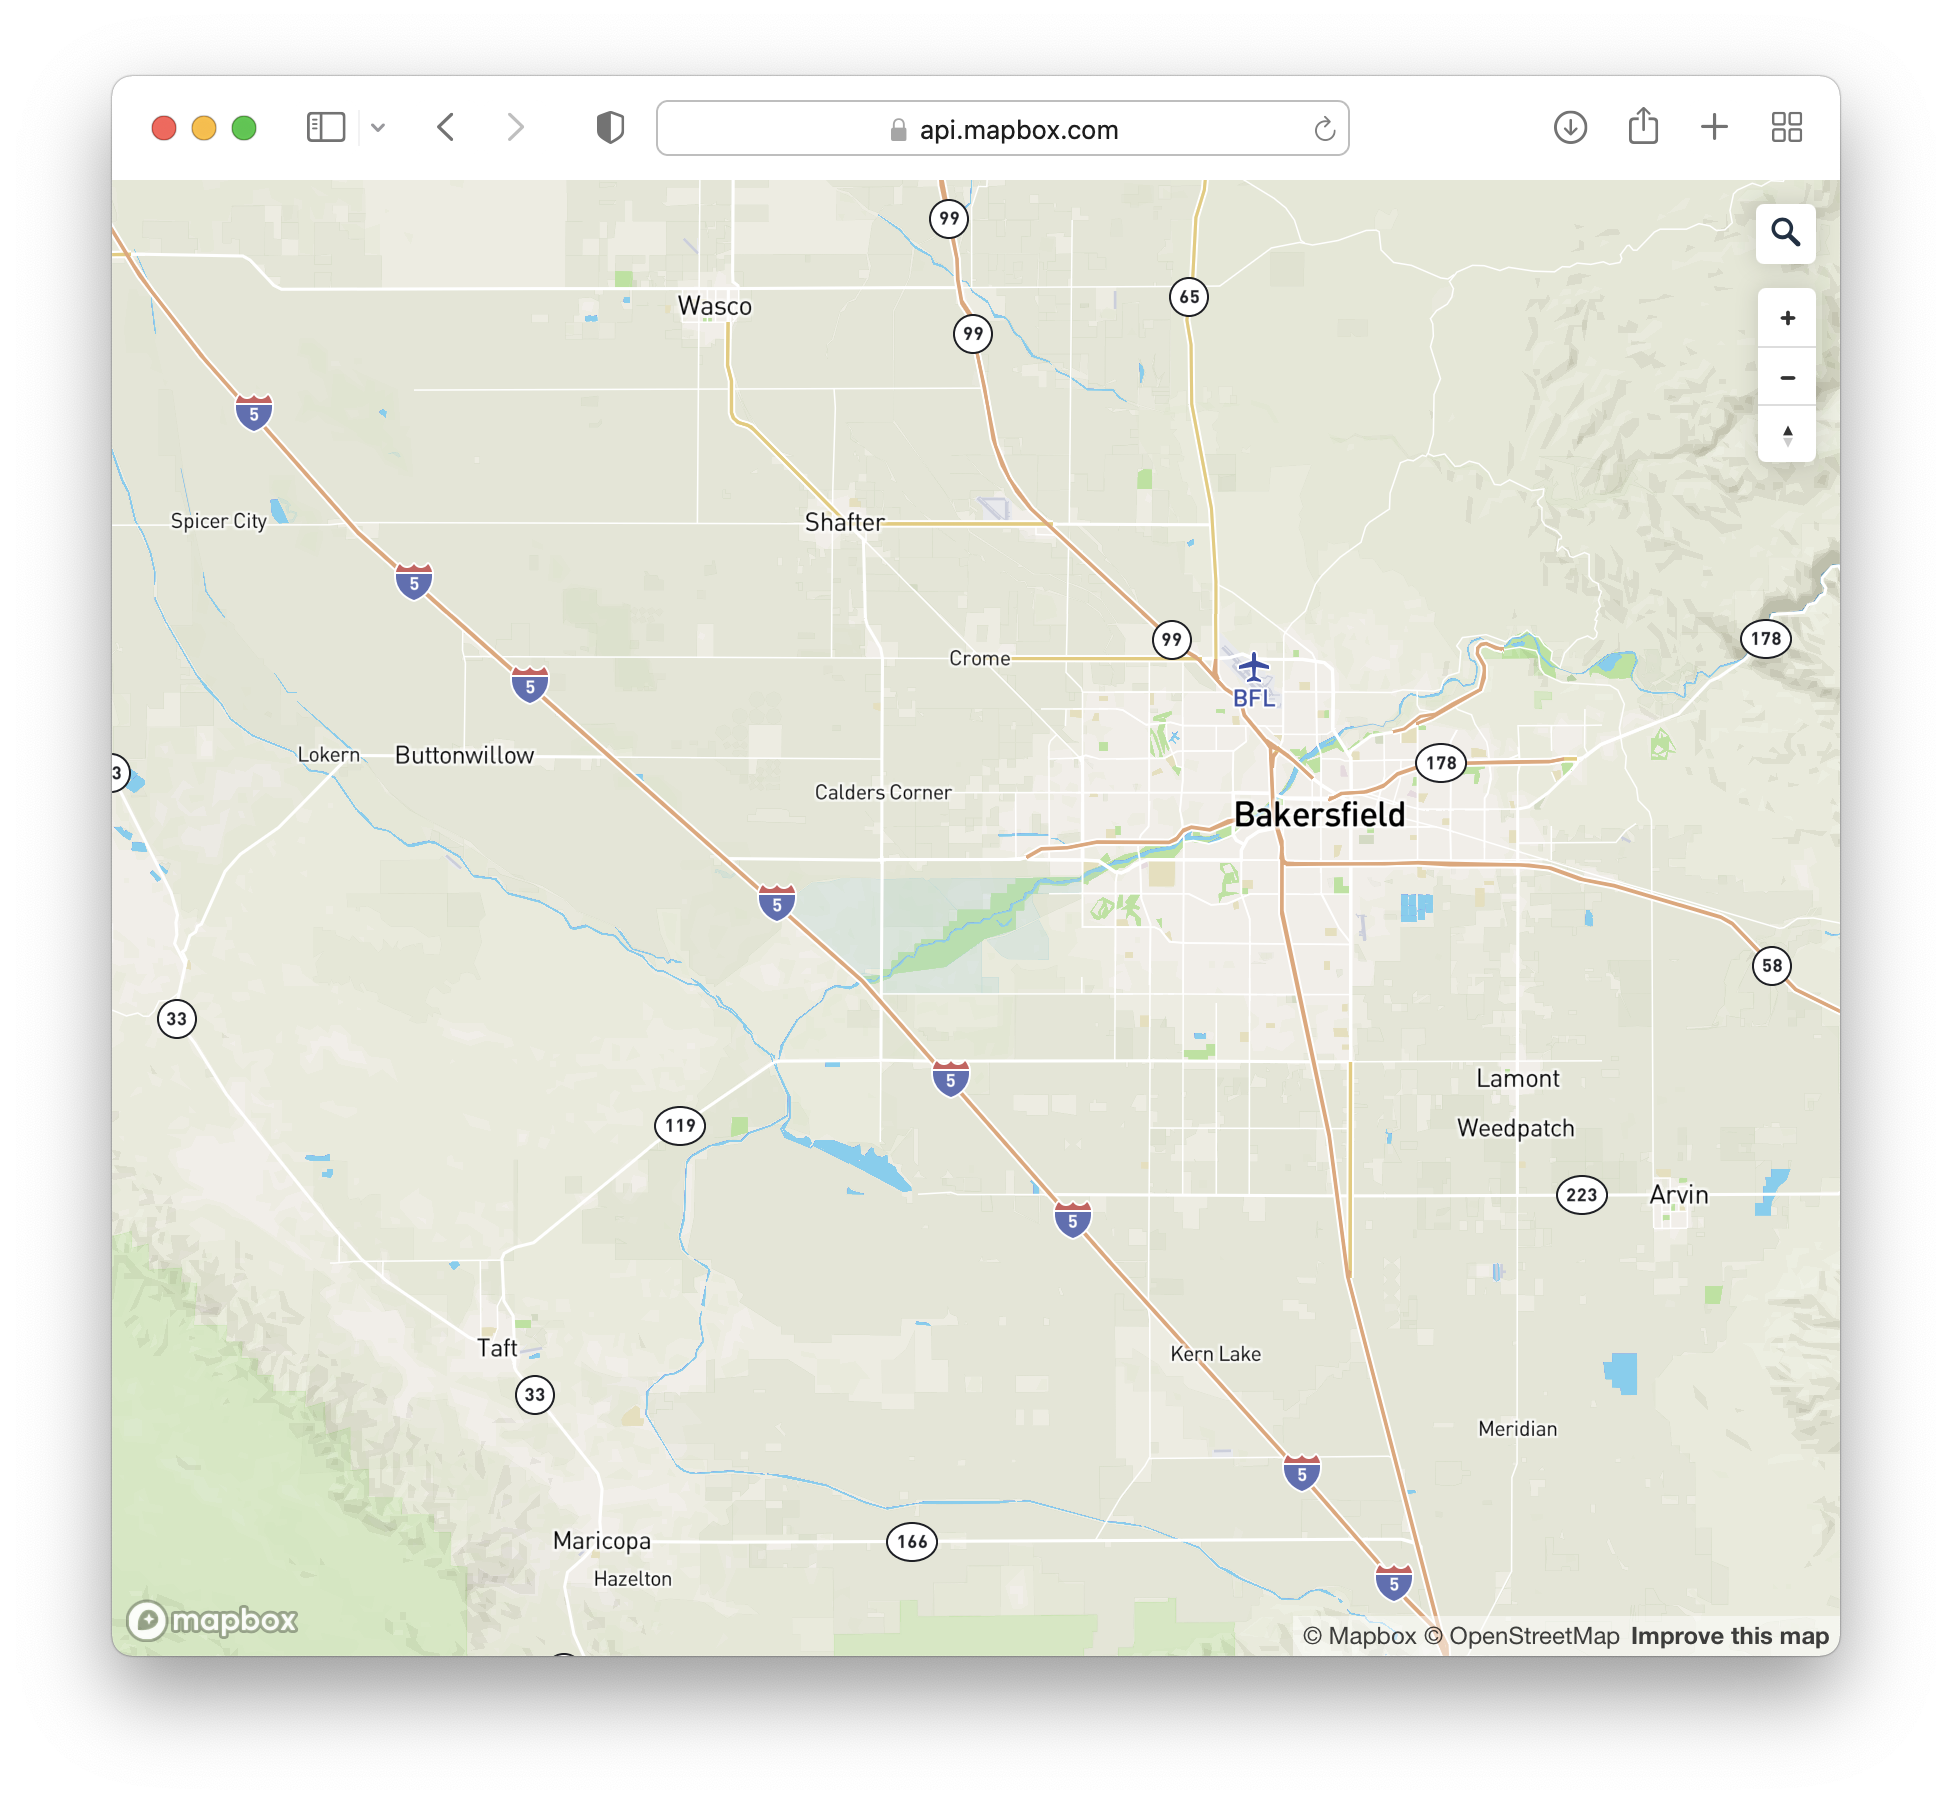 api.mapbox.com
99
65
Wasco
99
5
Spicer City
Shafter
5
99
178
Crome
5
BFL
Lokern
Buttonwillow
3
178
Calders Corner
Bakersfield
5
58
33
5
Lamont
119
Weedpatch
223
Arvin
5
Taft
Kern Lake
33
Meridian
5
Maricopa
166
Hazelton
5
mapbox
© Mapbox © OpenStreetMap Improve this map